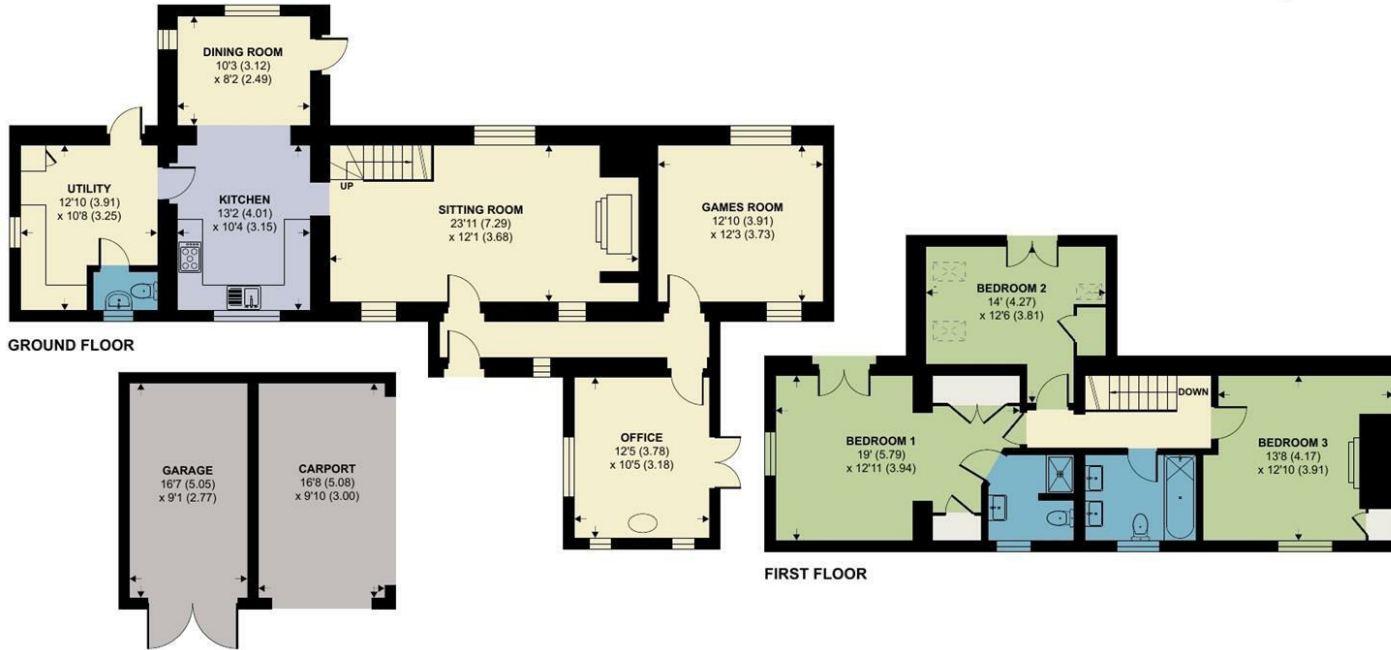 DINING ROOM
10'3 (3.12)
x 8'2 (2.49)
UTILITY
12'10 (3.91)
x 10'8 (3.25)
KITCHEN
13'2 (4.01)
x 10'4 (3.15)
UP
SITTING ROOM
23'11 (7.29)
x 12'1 (3.68)
GAMES ROOM
12'10 (3.91)
x 12'3 (3.73)
GROUND FLOOR
OFFICE
12'5 (3.78)
x 10'5 (3.18)
GARAGE
16'7 (5.05)
x 9'1 (2.77)
CARPORT
16'8 (5.08)
x 9'10 (3.00)
BEDROOM 2
14' (4.27)
x 12'6 (3.81)
DOWN
BEDROOM 1
19' (5.79)
x 12'11 (3.94)
BEDROOM 3
13'8 (4.17)
x 12'10 (3.91)
FIRST FLOOR